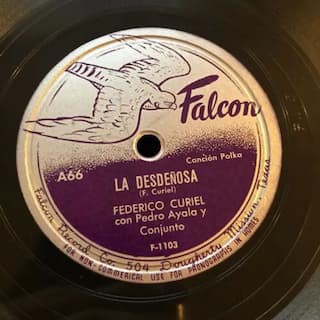 Falcon
Canción Polka
A66
LA DESDEÑOSA
(F. Curiel)
FEDERICO CURIEL
con Pedro Ayala y
Conjunto
F-1103
Falcon Record Co. 504 Dougherty Mission, Texas
FOR NON-COMMERICAL USE FOR PHONOGRAPHS IN HOMES